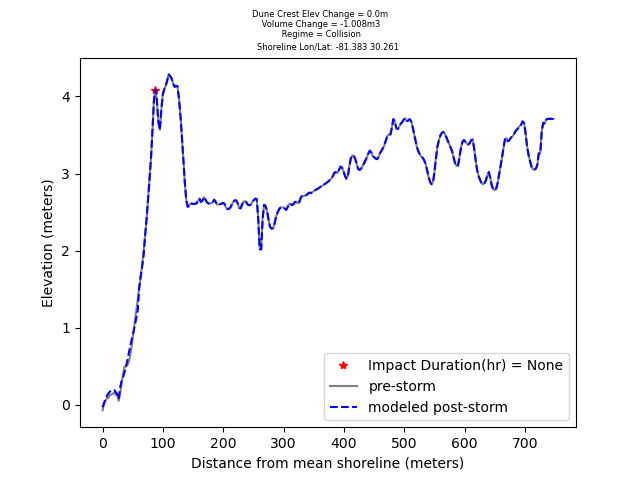 Dune Crest Elev Change = 0.0m
Volume Change = -1.008m3
Regime = Collision
Shoreline Lon/Lat: -81.383 30.261
4
3
2
1
0
Elevation (meters)
Impact Duration(hr) = None
pre-storm
modeled post-storm
0 100 200 300 400 500 600 700
Distance from mean shoreline (meters)